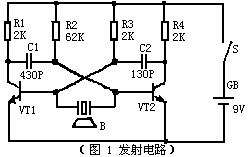 R1 R2 R3 R4
2K 62K 2K 2K
S
C1 C2
430P 130P
GB
VT1 VT2
9V
B
(图 1 发射电路)